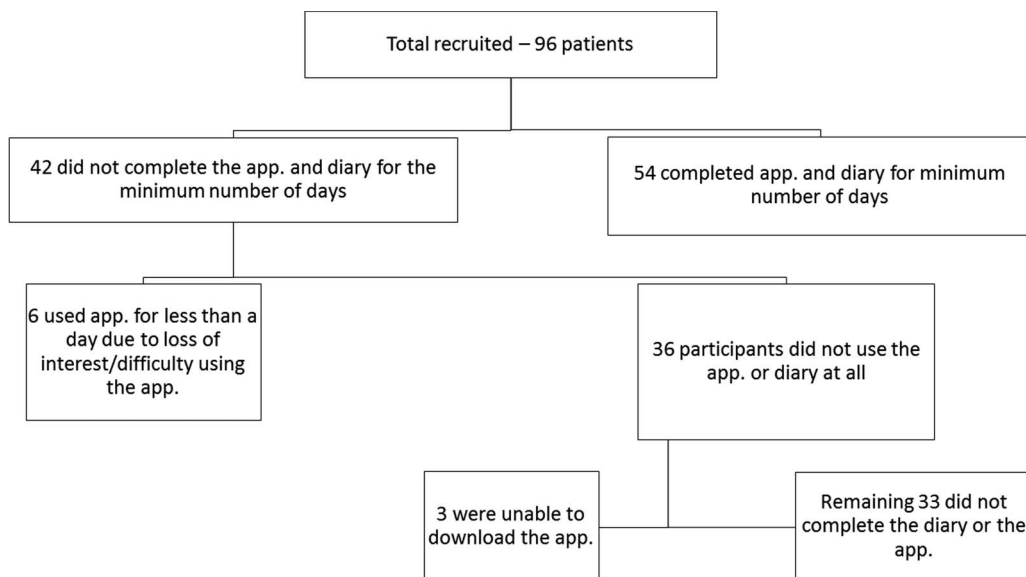 Total recruited – 96 patients
42 did not complete the app. and diary for the
minimum number of days
54 completed app. and diary for minimum
number of days
6 used app. for less than a
day due to loss of
interest/difficulty using
the app.
36 participants did not use the
app. or diary at all
3 were unable to
download the app.
Remaining 33 did not
complete the diary or the
app.